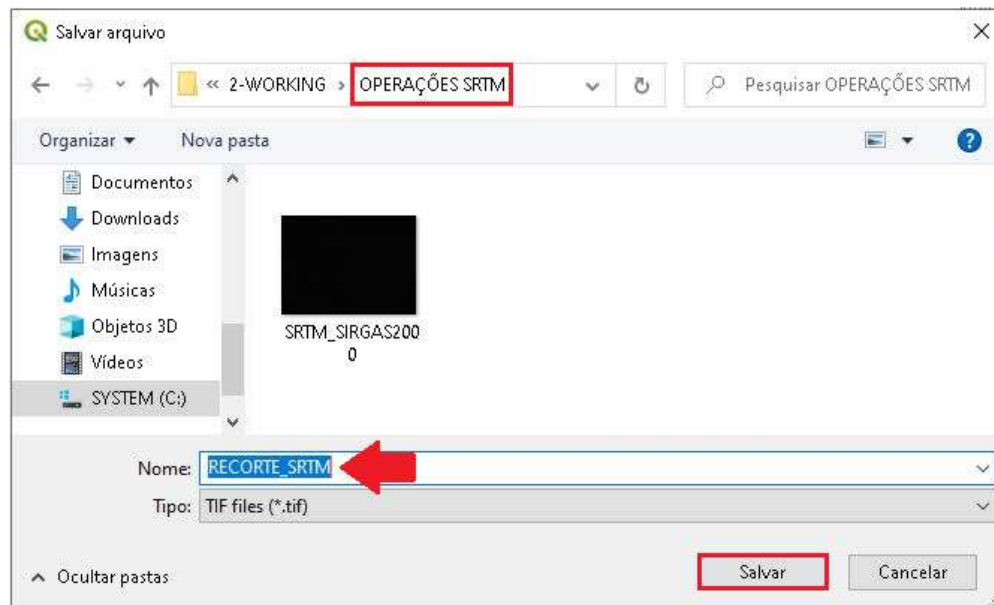 Salvar arquivo
« 2-WORKING › OPERAÇÕES SRTM
Pesquisar OPERAÇÕES SRTM
Organizar
Nova pasta
Documentos
Downloads
Imagens
Músicas
Objetos 3D
Vídeos
SYSTEM (C:)
SRTM_SIRGAS200
0
Nome: RECORTE_SRTM
Tipo: TIF files (*.tif)
Ocultar pastas
Salvar
Cancelar